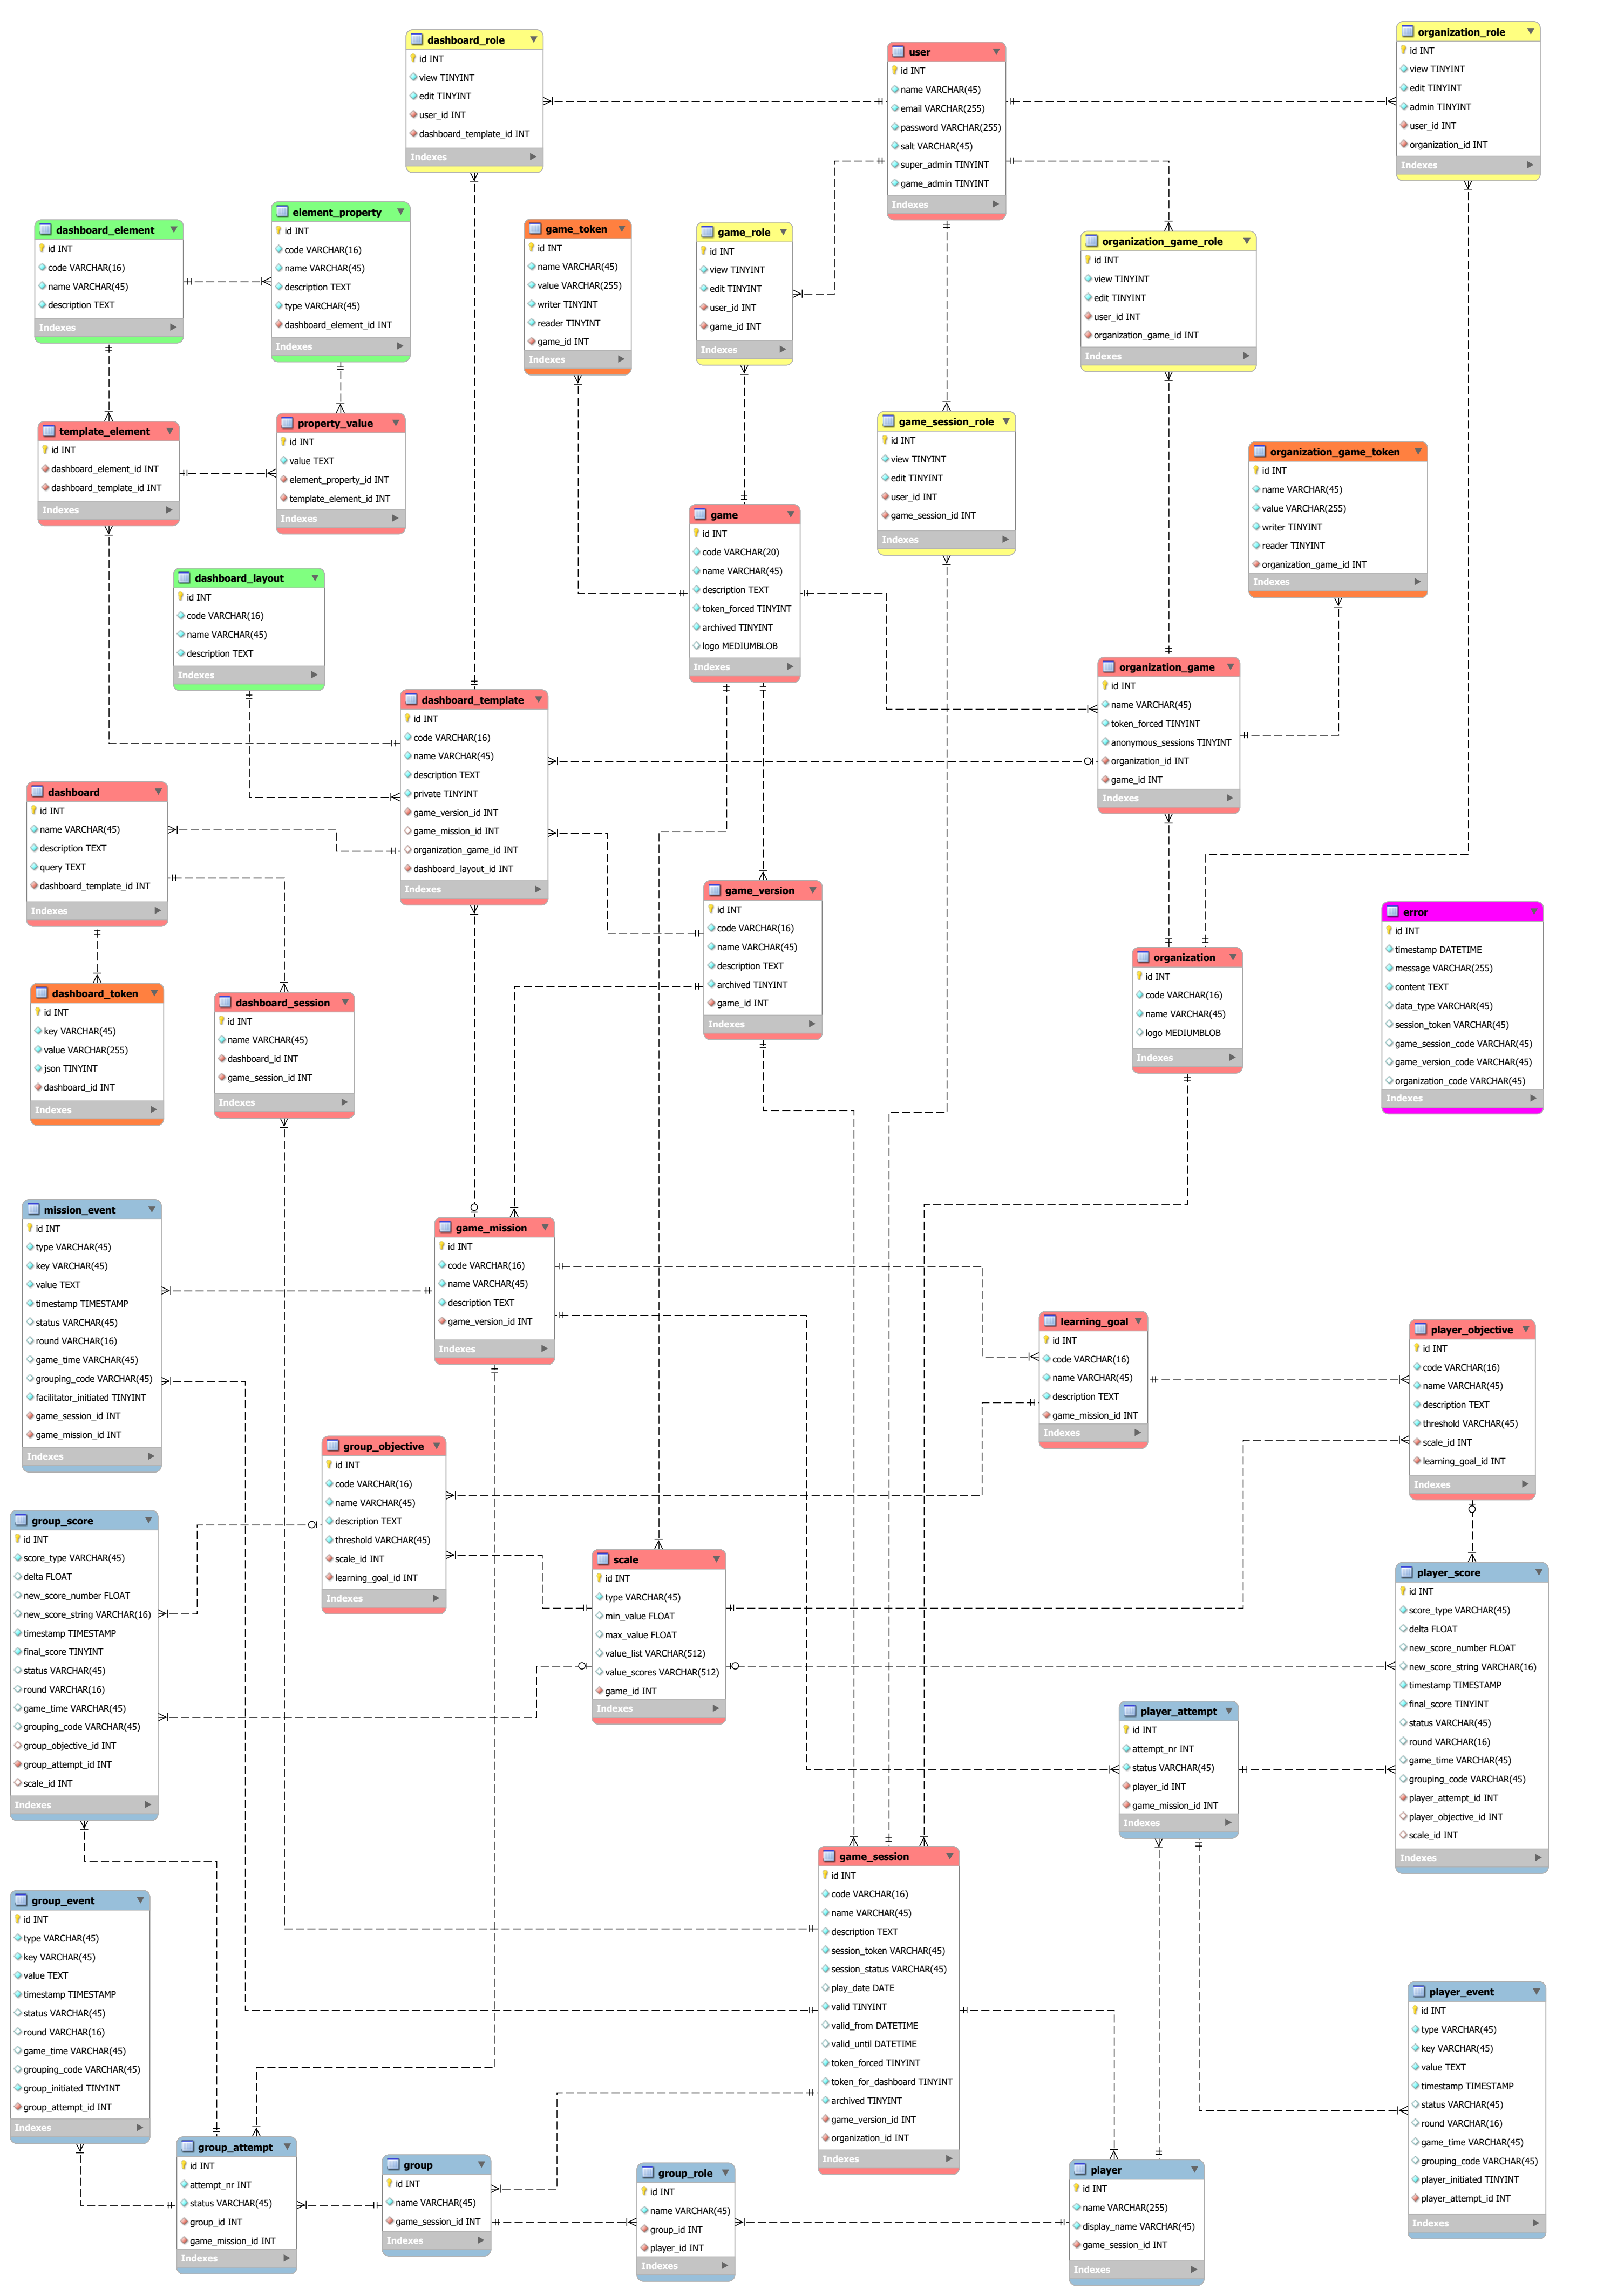 dashboard_role
id INT
view TINYINT
edit TINYINT
user_id INT
dashboard_template_id INT
Indexes
user
id INT
name VARCHAR(45)
email VARCHAR(255)
password VARCHAR(255)
salt VARCHAR(45)
super_admin TINYINT
game_admin TINYINT
Indexes
organization_role
id INT
view TINYINT
edit TINYINT
admin TINYINT
user_id INT
organization_id INT
Indexes
dashboard_element
id INT
code VARCHAR(16)
name VARCHAR(45)
description TEXT
Indexes
element_property
id INT
code VARCHAR(16)
name VARCHAR(45)
description TEXT
type VARCHAR(45)
dashboard_element_id INT
Indexes
game_token
id INT
name VARCHAR(45)
value VARCHAR(255)
writer TINYINT
reader TINYINT
game_id INT
Indexes
game_role
id INT
view TINYINT
edit TINYINT
user_id INT
game_id INT
Indexes
organization_game_role
id INT
view TINYINT
edit TINYINT
user_id INT
organization_game_id INT
Indexes
template_element
id INT
dashboard_element_id INT
dashboard_template_id INT
Indexes
property_value
id INT
value TEXT
element_property_id INT
template_element_id INT
Indexes
game_session_role
id INT
view TINYINT
edit TINYINT
user_id INT
game_session_id INT
Indexes
organization_game_token
id INT
name VARCHAR(45)
value VARCHAR(255)
writer TINYINT
reader TINYINT
organization_game_id INT
Indexes
game
id INT
code VARCHAR(20)
name VARCHAR(45)
description TEXT
token_forced TINYINT
archived TINYINT
logo MEDIUMBLOB
Indexes
dashboard_layout
id INT
code VARCHAR(16)
name VARCHAR(45)
description TEXT
Indexes
organization_game
id INT
name VARCHAR(45)
token_forced TINYINT
anonymous_sessions TINYINT
organization_id INT
game_id INT
Indexes
dashboard_template
id INT
code VARCHAR(16)
name VARCHAR(45)
description TEXT
private TINYINT
game_version_id INT
game_mission_id INT
organization_game_id INT
dashboard_layout_id INT
Indexes
dashboard
id INT
name VARCHAR(45)
description TEXT
query TEXT
dashboard_template_id INT
Indexes
game_version
id INT
code VARCHAR(16)
name VARCHAR(45)
description TEXT
archived TINYINT
game_id INT
Indexes
error
id INT
timestamp DATETIME
message VARCHAR(255)
content TEXT
data_type VARCHAR(45)
session_token VARCHAR(45)
game_session_code VARCHAR(45)
game_version_code VARCHAR(45)
organization_code VARCHAR(45)
Indexes
organization
id INT
code VARCHAR(16)
name VARCHAR(45)
logo MEDIUMBLOB
Indexes
dashboard_token
id INT
key VARCHAR(45)
value VARCHAR(255)
json TINYINT
dashboard_id INT
Indexes
dashboard_session
id INT
name VARCHAR(45)
dashboard_id INT
game_session_id INT
Indexes
mission_event
id INT
type VARCHAR(45)
key VARCHAR(45)
value TEXT
timestamp TIMESTAMP
status VARCHAR(45)
round VARCHAR(16)
game_time VARCHAR(45)
grouping_code VARCHAR(45)
facilitator_initiated TINYINT
game_session_id INT
game_mission_id INT
Indexes
game_mission
id INT
code VARCHAR(16)
name VARCHAR(45)
description TEXT
game_version_id INT
Indexes
learning_goal
id INT
code VARCHAR(16)
name VARCHAR(45)
description TEXT
game_mission_id INT
Indexes
player_objective
id INT
code VARCHAR(16)
name VARCHAR(45)
description TEXT
threshold VARCHAR(45)
scale_id INT
learning_goal_id INT
Indexes
group_objective
id INT
code VARCHAR(16)
name VARCHAR(45)
description TEXT
threshold VARCHAR(45)
scale_id INT
learning_goal_id INT
Indexes
group_score
id INT
score_type VARCHAR(45)
delta FLOAT
new_score_number FLOAT
new_score_string VARCHAR(16)
timestamp TIMESTAMP
final_score TINYINT
status VARCHAR(45)
round VARCHAR(16)
game_time VARCHAR(45)
grouping_code VARCHAR(45)
group_objective_id INT
group_attempt_id INT
scale_id INT
Indexes
scale
id INT
type VARCHAR(45)
min_value FLOAT
max_value FLOAT
value_list VARCHAR(512)
value_scores VARCHAR(512)
game_id INT
Indexes
player_score
id INT
score_type VARCHAR(45)
delta FLOAT
new_score_number FLOAT
new_score_string VARCHAR(16)
timestamp TIMESTAMP
final_score TINYINT
status VARCHAR(45)
round VARCHAR(16)
game_time VARCHAR(45)
grouping_code VARCHAR(45)
player_attempt_id INT
player_objective_id INT
scale_id INT
Indexes
player_attempt
id INT
attempt_nr INT
status VARCHAR(45)
player_id INT
game_mission_id INT
Indexes
game_session
id INT
code VARCHAR(16)
name VARCHAR(45)
description TEXT
session_token VARCHAR(45)
session_status VARCHAR(45)
play_date DATE
valid TINYINT
valid_from DATETIME
valid_until DATETIME
token_forced TINYINT
token_for_dashboard TINYINT
archived TINYINT
game_version_id INT
organization_id INT
Indexes
group_event
id INT
type VARCHAR(45)
key VARCHAR(45)
value TEXT
timestamp TIMESTAMP
status VARCHAR(45)
round VARCHAR(16)
game_time VARCHAR(45)
grouping_code VARCHAR(45)
group_initiated TINYINT
group_attempt_id INT
Indexes
player_event
id INT
type VARCHAR(45)
key VARCHAR(45)
value TEXT
timestamp TIMESTAMP
status VARCHAR(45)
round VARCHAR(16)
game_time VARCHAR(45)
grouping_code VARCHAR(45)
player_initiated TINYINT
player_attempt_id INT
Indexes
group_attempt
id INT
attempt_nr INT
status VARCHAR(45)
group_id INT
game_mission_id INT
Indexes
group
id INT
name VARCHAR(45)
game_session_id INT
Indexes
group_role
id INT
name VARCHAR(45)
group_id INT
player_id INT
Indexes
player
id INT
name VARCHAR(255)
display_name VARCHAR(45)
game_session_id INT
Indexes